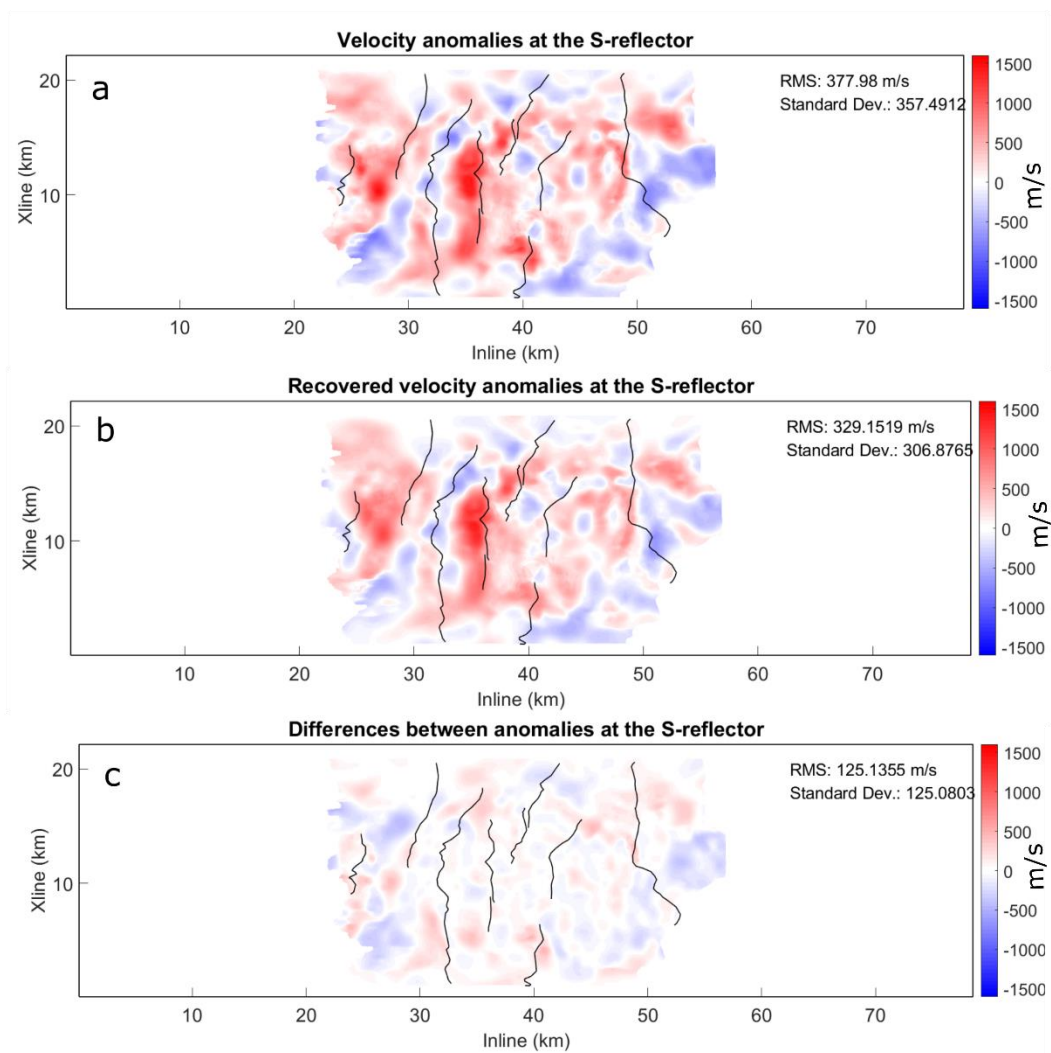 Velocity anomalies at the S-reflector
a
RMS: 377.98 m/s
Standard Dev.: 357.4912
20
10
Xline (km)
10 20 30 40 50 60 70
Inline (km)
1500
1000
500
0
-500
-1000
-1500
m/s
Recovered velocity anomalies at the S-reflector
b
RMS: 329.1519 m/s
Standard Dev.: 306.8765
20
10
Xline (km)
10 20 30 40 50 60 70
Inline (km)
1500
1000
500
0
-500
-1000
-1500
m/s
Differences between anomalies at the S-reflector
c
RMS: 125.1355 m/s
Standard Dev.: 125.0803
20
10
Xline (km)
10 20 30 40 50 60 70
Inline (km)
1500
1000
500
0
-500
-1000
-1500
m/s